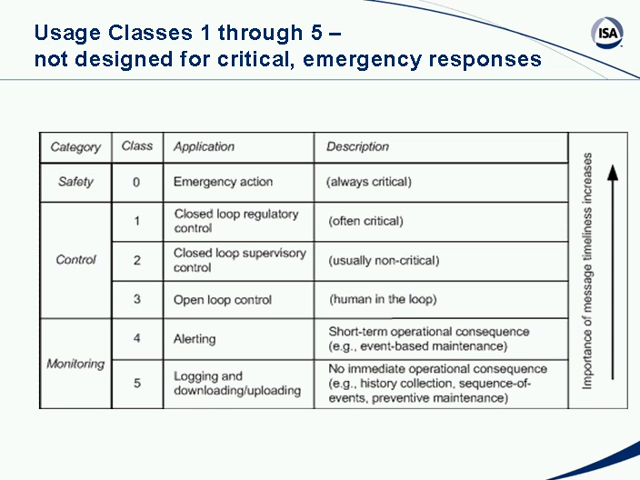 Usage Classes 1 through 5 –
not designed for critical, emergency responses
ISA
Category Class Application Description
Safety 0 Emergency action (always critical)
Control
1 Closed loop regulatory control (often critical)
2 Closed loop supervisory control (usually non-critical)
3 Open loop control (human in the loop)
Monitoring
4 Alerting Short-term operational consequence
(e.g., event-based maintenance)
5 Logging and downloading/uploading No immediate operational consequence
(e.g., history collection, sequence-of-
events, preventive maintenance)
Importance of message timeliness increases